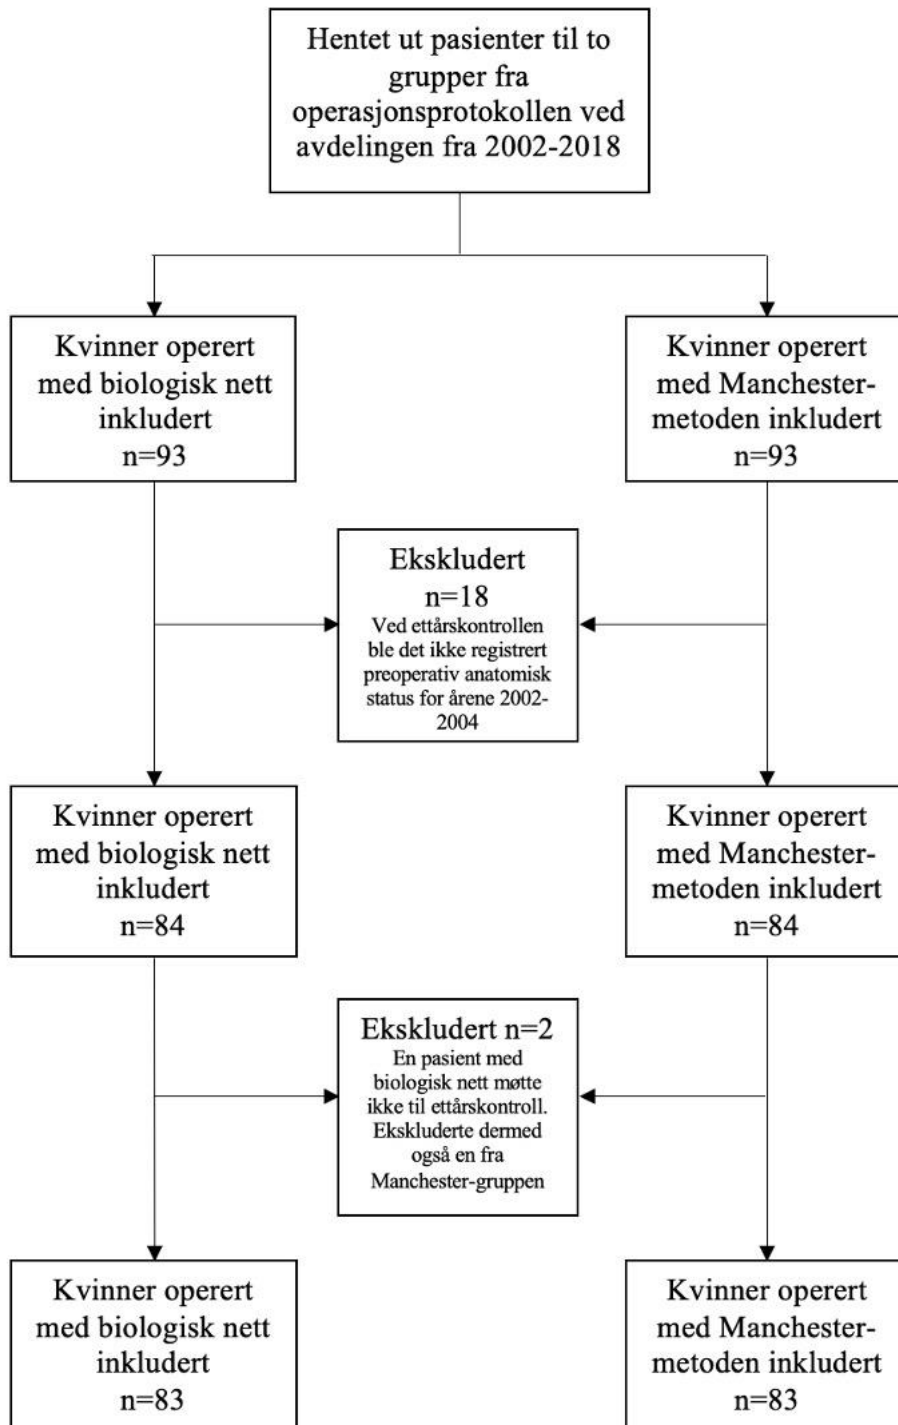 Hentet ut pasienter til to
grupper fra
operasjonsprotokollen ved
avdelingen fra 2002-2018
Kvinner operert
med biologisk nett
inkludert
n=93
Kvinner operert
med Manchester-
metoden inkludert
n=93
Ekskludert
n=18
Ved ettårskontrollen
ble det ikke registrert
preoperativ anatomisk
status for årene 2002-
2004
Kvinner operert
med biologisk nett
inkludert
n=84
Kvinner operert
med Manchester-
metoden inkludert
n=84
Ekskludert n=2
En pasient med
biologisk nett møtte
ikke til ettårskontroll.
Ekskluderte dermed
også en fra
Manchester-gruppen
Kvinner operert
med biologisk nett
inkludert
n=83
Kvinner operert
med Manchester-
metoden inkludert
n=83